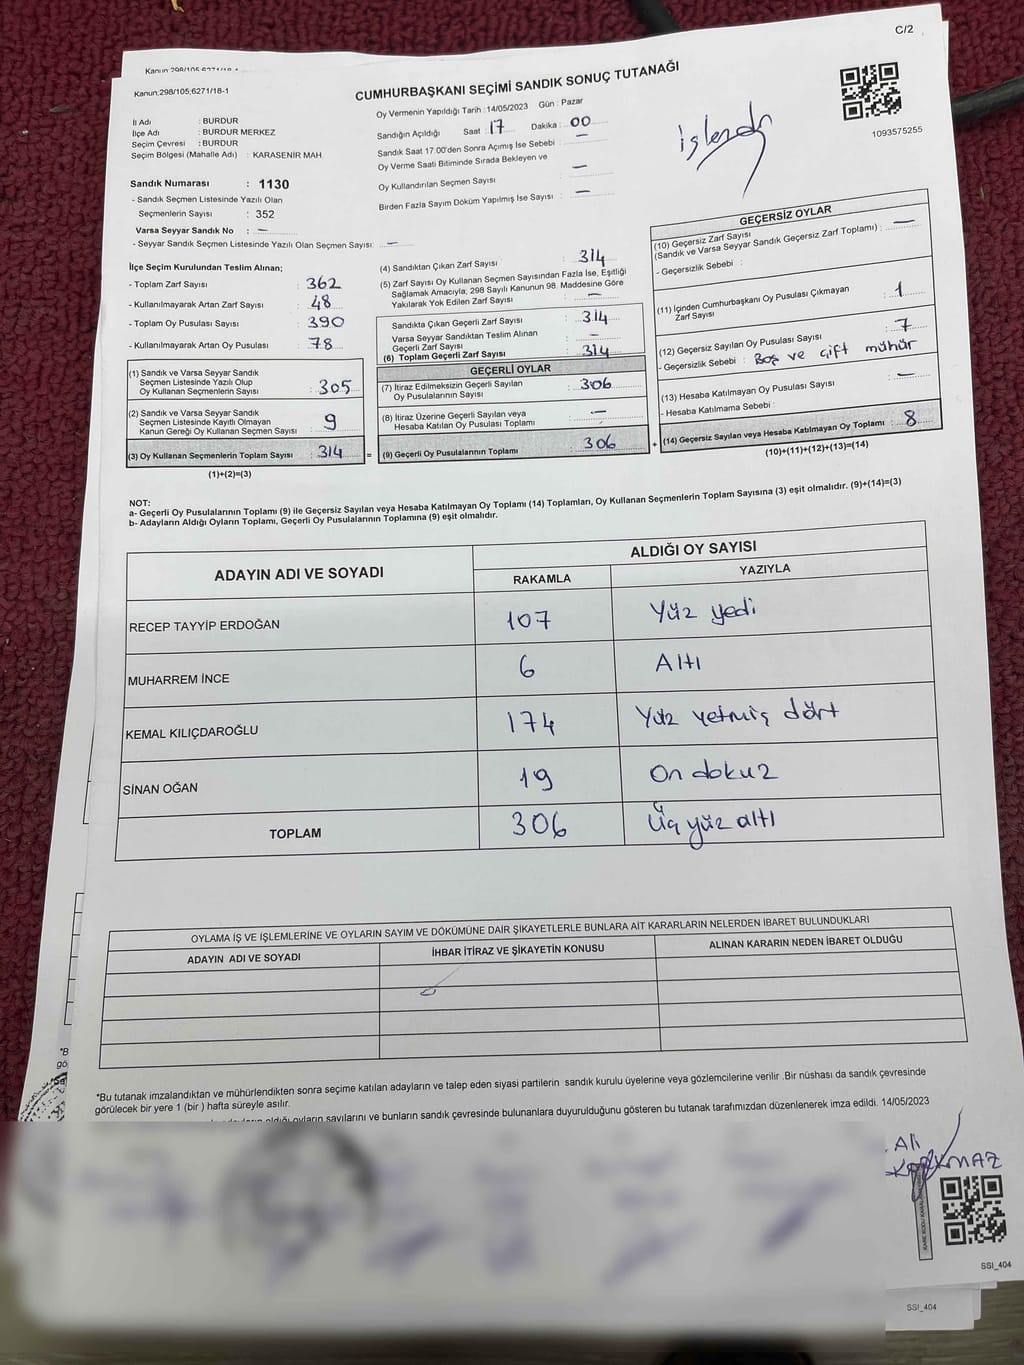 C/2
Kanun.298/105;6271/18-1
CUMHURBAŞKANI SEÇİMİ SANDIK SONUÇ TUTANAĞI
1093575255
işlendi
İl Adı : BURDUR
İlçe Adı : BURDUR MERKEZ
Seçim Çevresi : BURDUR
Seçim Bölgesi (Mahalle Adı) : KARASENİR MAH.
Oy Vermenin Yapıldığı Tarih : 14/05/2023 Gün : Pazar
Sandığın Açıldığı Saat : 17 Dakika : 00
Sandık Saat 17:00'den Sonra Açımış İse Sebebi : —
Oy Verme Saati Bitiminde Sırada Bekleyen ve
Oy Kullandırılan Seçmen Sayısı : —
Birden Fazla Sayım Döküm Yapılmış İse Sayısı : —
Sandık Numarası : 1130
- Sandık Seçmen Listesinde Yazılı Olan
Seçmenlerin Sayısı : 352
Varsa Seyyar Sandık No : —
- Seyyar Sandık Seçmen Listesinde Yazılı Olan Seçmen Sayısı: —
İlçe Seçim Kurulundan Teslim Alınan;
- Toplam Zarf Sayısı : 362
- Kullanılmayarak Artan Zarf Sayısı : 48
- Toplam Oy Pusulası Sayısı : 390
- Kullanılmayarak Artan Oy Pusulası : 78
(1) Sandık ve Varsa Seyyar Sandık
Seçmen Listesinde Yazılı Olup
Oy Kullanan Seçmenlerin Sayısı : 305
(2) Sandık ve Varsa Seyyar Sandık
Seçmen Listesinde Kayıtlı Olmayan
Kanun Gereği Oy Kullanan Seçmen Sayısı : 9
(3) Oy Kullanan Seçmenlerin Toplam Sayısı : 314
(1)+(2)=(3)
(4) Sandıktan Çıkan Zarf Sayısı : 314
(5) Zarf Sayısı Oy Kullanan Seçmen Sayısından Fazla İse, Eşitliği
Sağlamak Amacıyla, 298 Sayılı Kanunun 98. Maddesine Göre
Yakılarak Yok Edilen Zarf Sayısı : —
Sandıkta Çıkan Geçerli Zarf Sayısı : 314
Varsa Seyyar Sandıktan Teslim Alınan
Geçerli Zarf Sayısı : —
(6) Toplam Geçerli Zarf Sayısı : 314
GEÇERLİ OYLAR
(7) İtiraz Edilmeksizin Geçerli Sayılan
Oy Pusulalarının Sayısı : 306
(8) İtiraz Üzerine Geçerli Sayılan veya
Hesaba Katılan Oy Pusulası Toplamı : —
(9) Geçerli Oy Pusulalarının Toplamı : 306
GEÇERSİZ OYLAR
(10) Geçersiz Zarf Sayısı
(Sandık ve Varsa Seyyar Sandık Geçersiz Zarf Toplamı) : —
- Geçersizlik Sebebi :
(11) İçinden Cumhurbaşkanı Oy Pusulası Çıkmayan
Zarf Sayısı : 1
(12) Geçersiz Sayılan Oy Pusulası Sayısı : 7
- Geçersizlik Sebebi : Boş ve çift mühür
(13) Hesaba Katılmayan Oy Pusulası Sayısı : —
- Hesaba Katılmama Sebebi :
(14) Geçersiz Sayılan veya Hesaba Katılmayan Oy Toplamı : 8
(10)+(11)+(12)+(13)=(14)
NOT:
a- Geçerli Oy Pusulalarının Toplamı (9) ile Geçersiz Sayılan veya Hesaba Katılmayan Oy Toplamı (14) Toplamları, Oy Kullanan Seçmenlerin Toplam Sayısına (3) eşit olmalıdır. (9)+(14)=(3)
b- Adayların Aldığı Oyların Toplamı, Geçerli Oy Pusulalarının Toplamına (9) eşit olmalıdır.
ADAYIN ADI VE SOYADI
ALDIĞI OY SAYISI
RAKAMLA YAZIYLA
RECEP TAYYİP ERDOĞAN 107 Yüz yedi
MUHARREM İNCE 6 Altı
KEMAL KILIÇDAROĞLU 174 Yüz yetmiş dört
SİNAN OĞAN 19 On dokuz
TOPLAM 306 Üç yüz altı
OYLAMA İŞ VE İŞLEMLERİNE VE OYLARIN SAYIM VE DÖKÜMÜNE DAİR ŞİKAYETLERLE BUNLARA AİT KARARLARIN NELERDEN İBARET BULUNDUKLARI
ADAYIN ADI VE SOYADI İHBAR İTİRAZ VE ŞİKAYETİN KONUSU ALINAN KARARIN NEDEN İBARET OLDUĞU
*Bu tutanak imzalandıktan ve mühürlendikten sonra seçime katılan adayların ve talep eden siyasi partilerin sandık kurulu üyelerine veya gözlemcilerine verilir .Bir nüshası da sandık çevresinde
görülecek bir yere 1 (bir ) hafta süreyle asılır.
aldığı oyların sayılarını ve bunların sandık çevresinde bulunanlara duyurulduğunu gösteren bu tutanak tarafımızdan düzenlenerek imza edildi. 14/05/2023
Ali
KORKMAZ
SSI_404
SSI_404